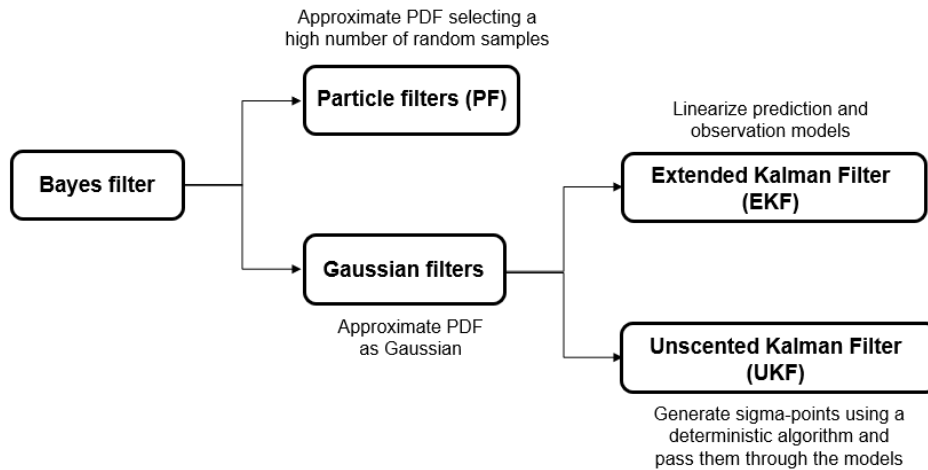 Approximate PDF selecting a
high number of random samples
Particle filters (PF)
Linearize prediction and
observation models
Bayes filter
Extended Kalman Filter
(EKF)
Gaussian filters
Approximate PDF
as Gaussian
Unscented Kalman Filter
(UKF)
Generate sigma-points using a
deterministic algorithm and
pass them through the models